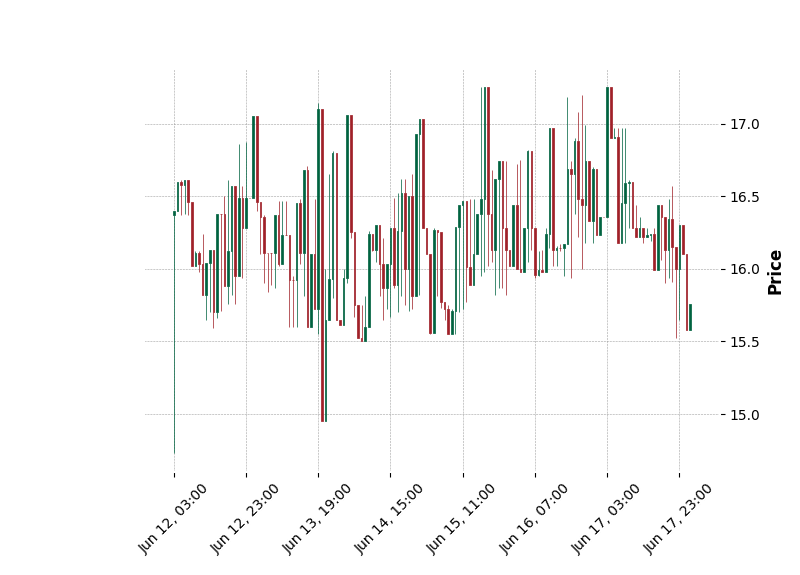 17.0
16.5
16.0
15.5
15.0
Price
Jun 12, 03:00
Jun 12, 23:00
Jun 13, 19:00
Jun 14, 15:00
Jun 15, 11:00
Jun 16, 07:00
Jun 17, 03:00
Jun 17, 23:00